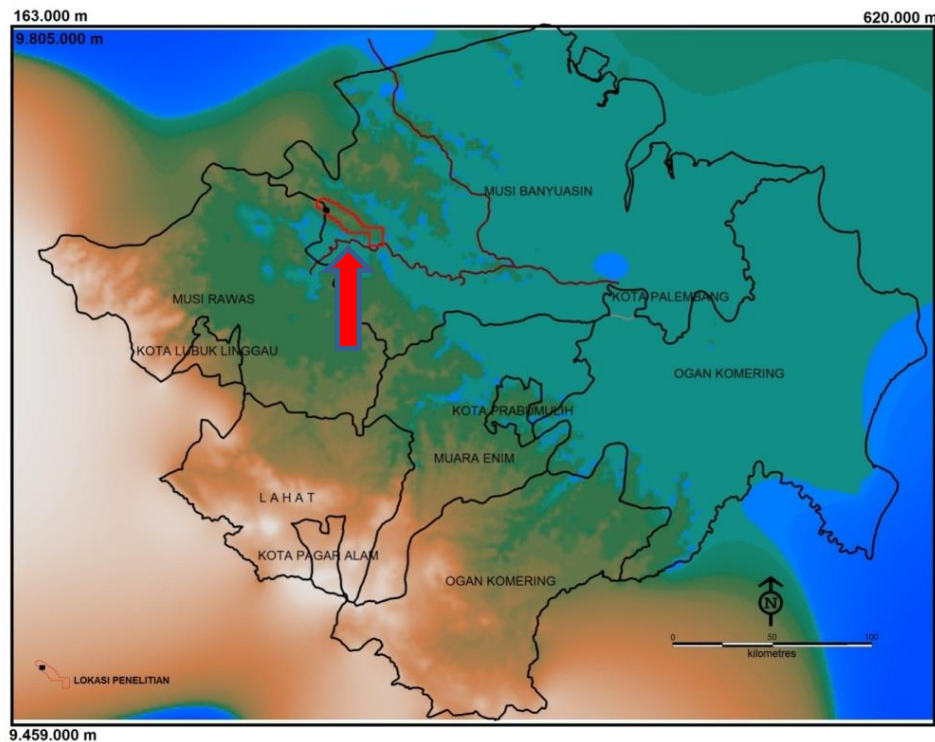 163.000 m
620.000 m
9.805.000 m
MUSI BANYUASIN
MUSI RAWAS
KOTA PALEMBANG
KOTA LUBUK LINGGAU
OGAN KOMERING
KOTA PRABUMULIH
MUARA ENIM
L A H A T
KOTA PAGAR ALAM
OGAN KOMERING
N
0 50 100
kilometres
LOKASI PENELITIAN
9.459.000 m